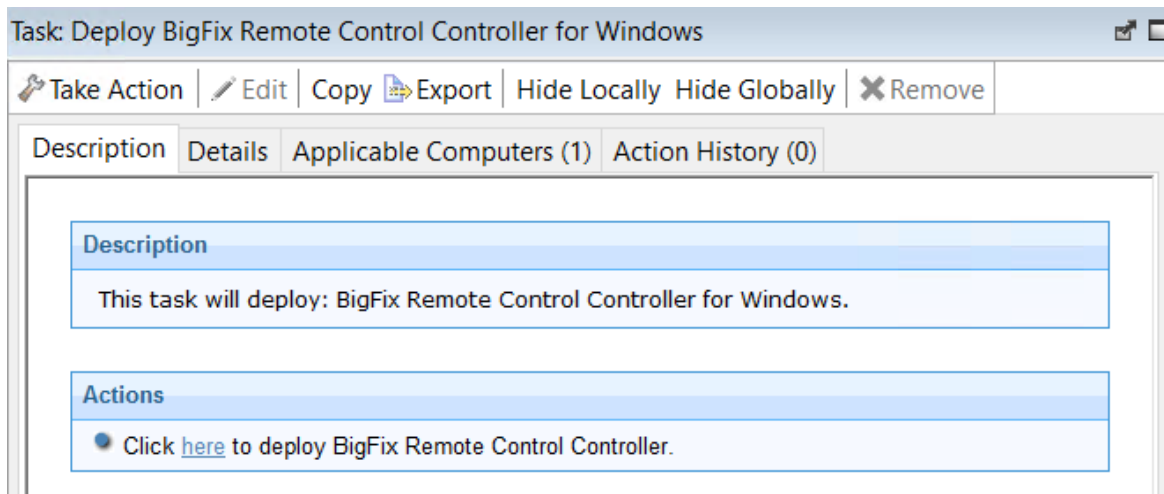 Task: Deploy BigFix Remote Control Controller for Windows
Take Action Edit Copy Export Hide Locally Hide Globally Remove
Description Details Applicable Computers (1) Action History (0)
Description
This task will deploy: BigFix Remote Control Controller for Windows.
Actions
Click here to deploy BigFix Remote Control Controller.